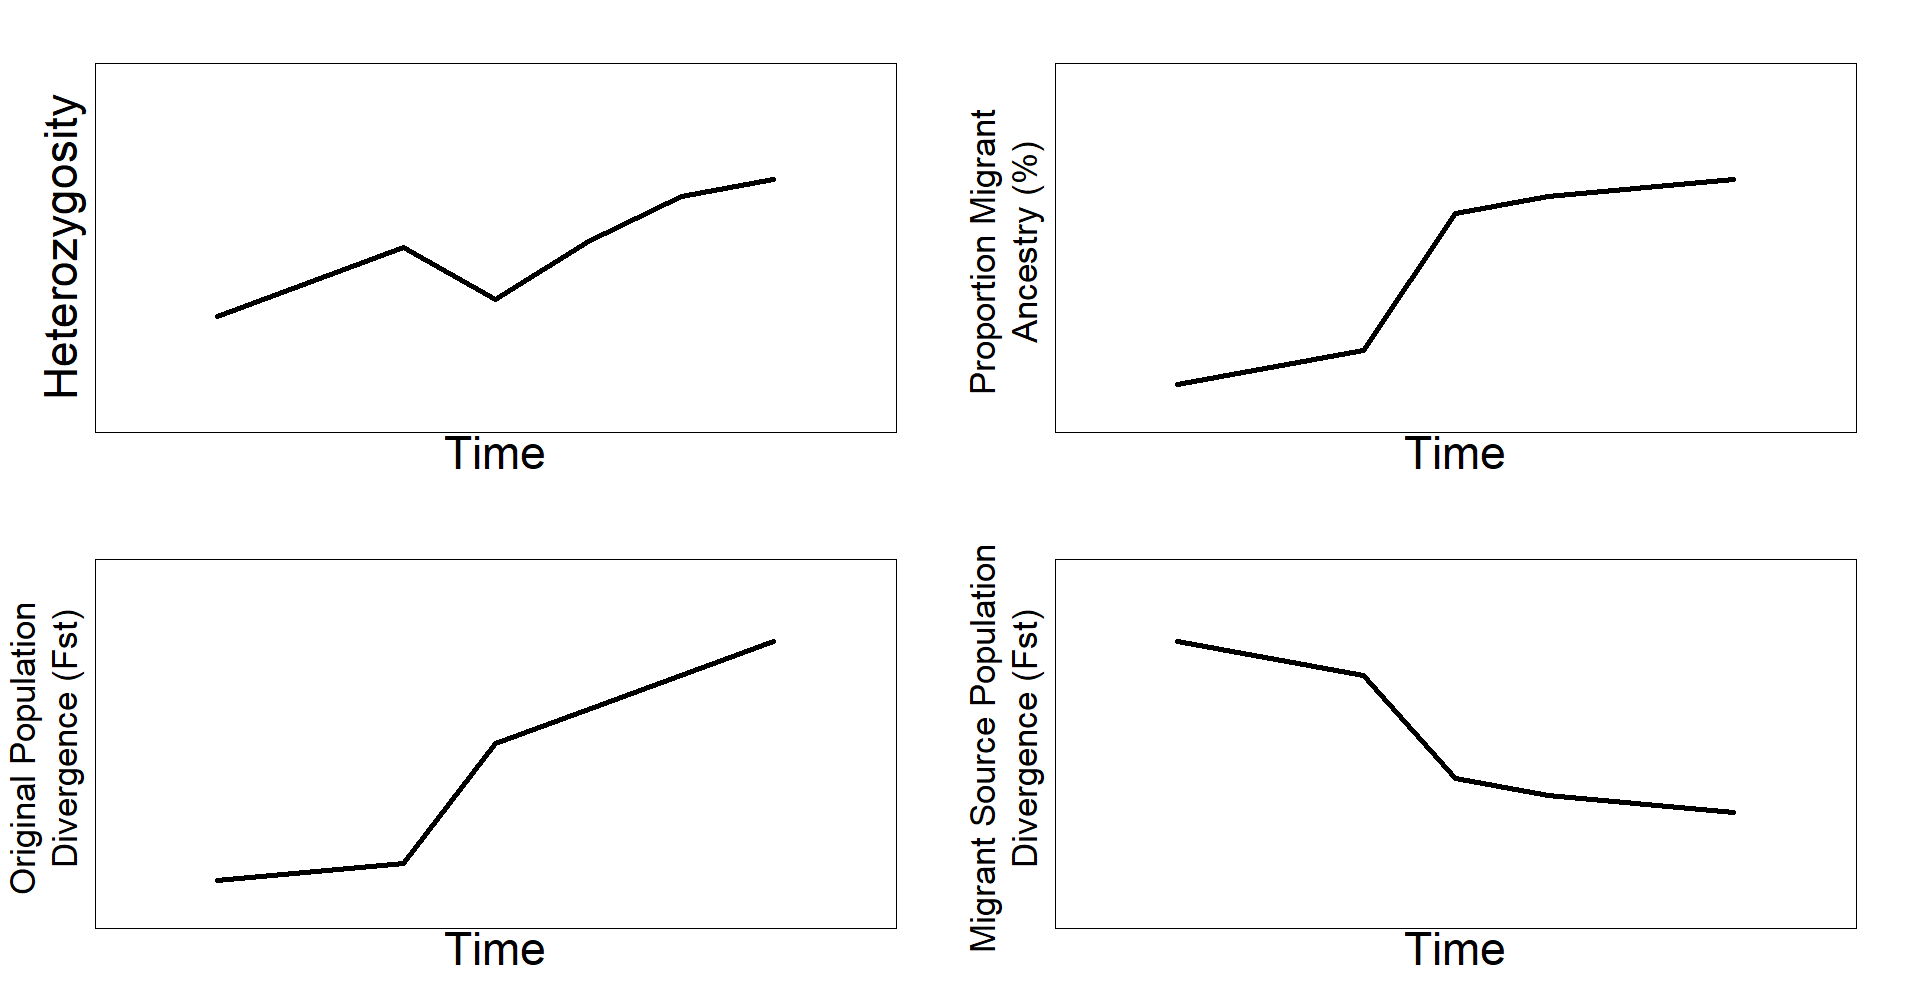 Heterozygosity
Time
Proportion Migrant
Ancestry (%)
Time
Original Population
Divergence (Fst)
Time
Migrant Source Population
Divergence (Fst)
Time